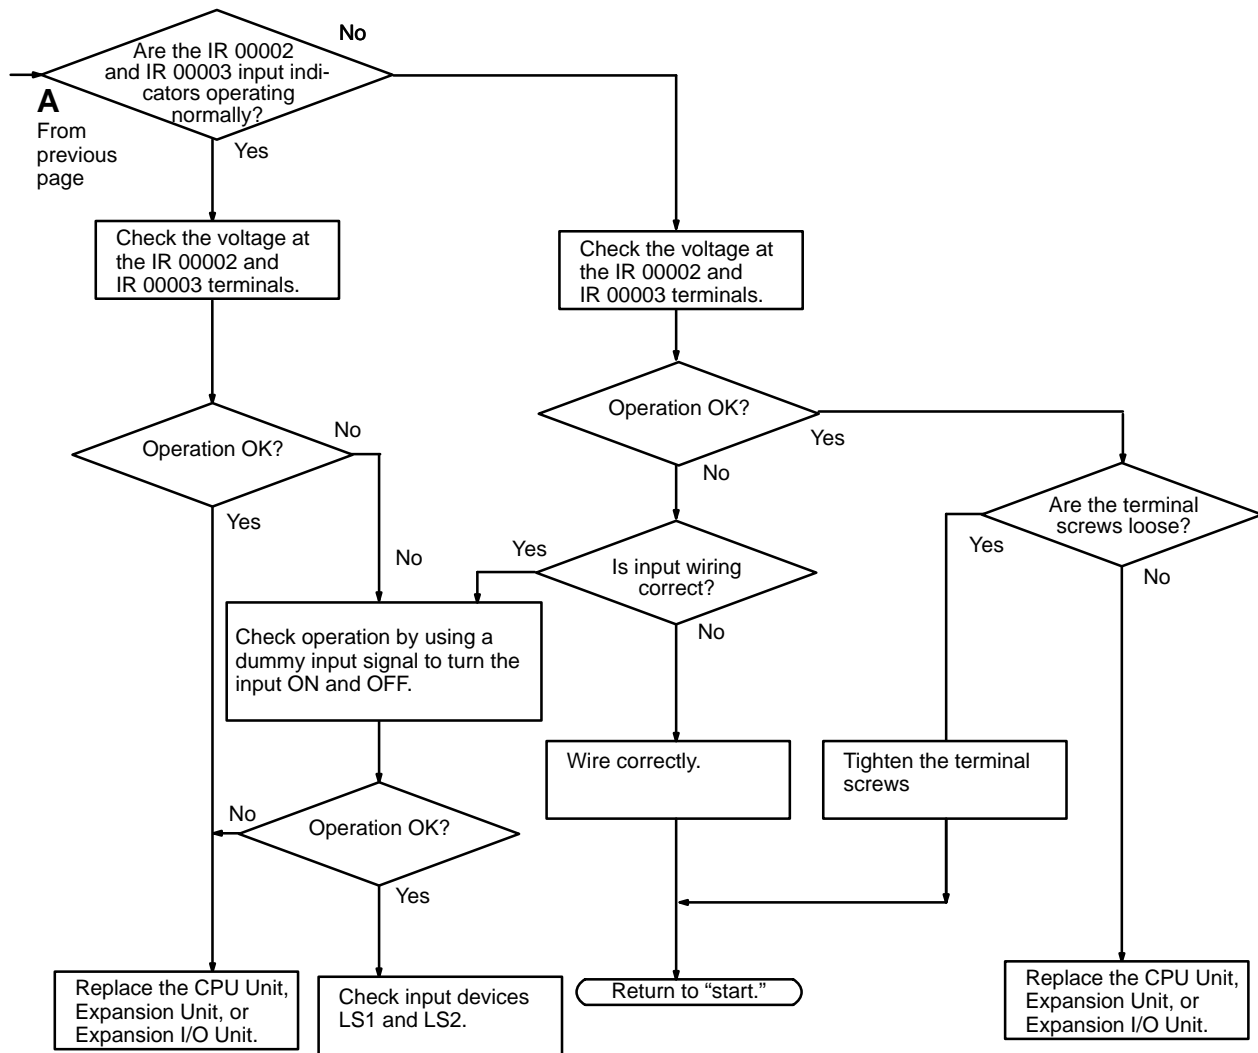 No
Are the IR 00002
and IR 00003 input indi-
cators operating
normally?
A
From
previous
page
Yes
Check the voltage at
the IR 00002 and
IR 00003 terminals.
Check the voltage at
the IR 00002 and
IR 00003 terminals.
Operation OK?
Yes
Operation OK?
No
No
Yes
Are the terminal
screws loose?
Yes
No
No
Yes
Is input wiring
correct?
No
Check operation by using a
dummy input signal to turn the
input ON and OFF.
Wire correctly.
Tighten the terminal
screws
No
Operation OK?
Yes
Replace the CPU Unit,
Expansion Unit, or
Expansion I/O Unit.
Check input devices
LS1 and LS2.
Return to “start.”
Replace the CPU Unit,
Expansion Unit, or
Expansion I/O Unit.